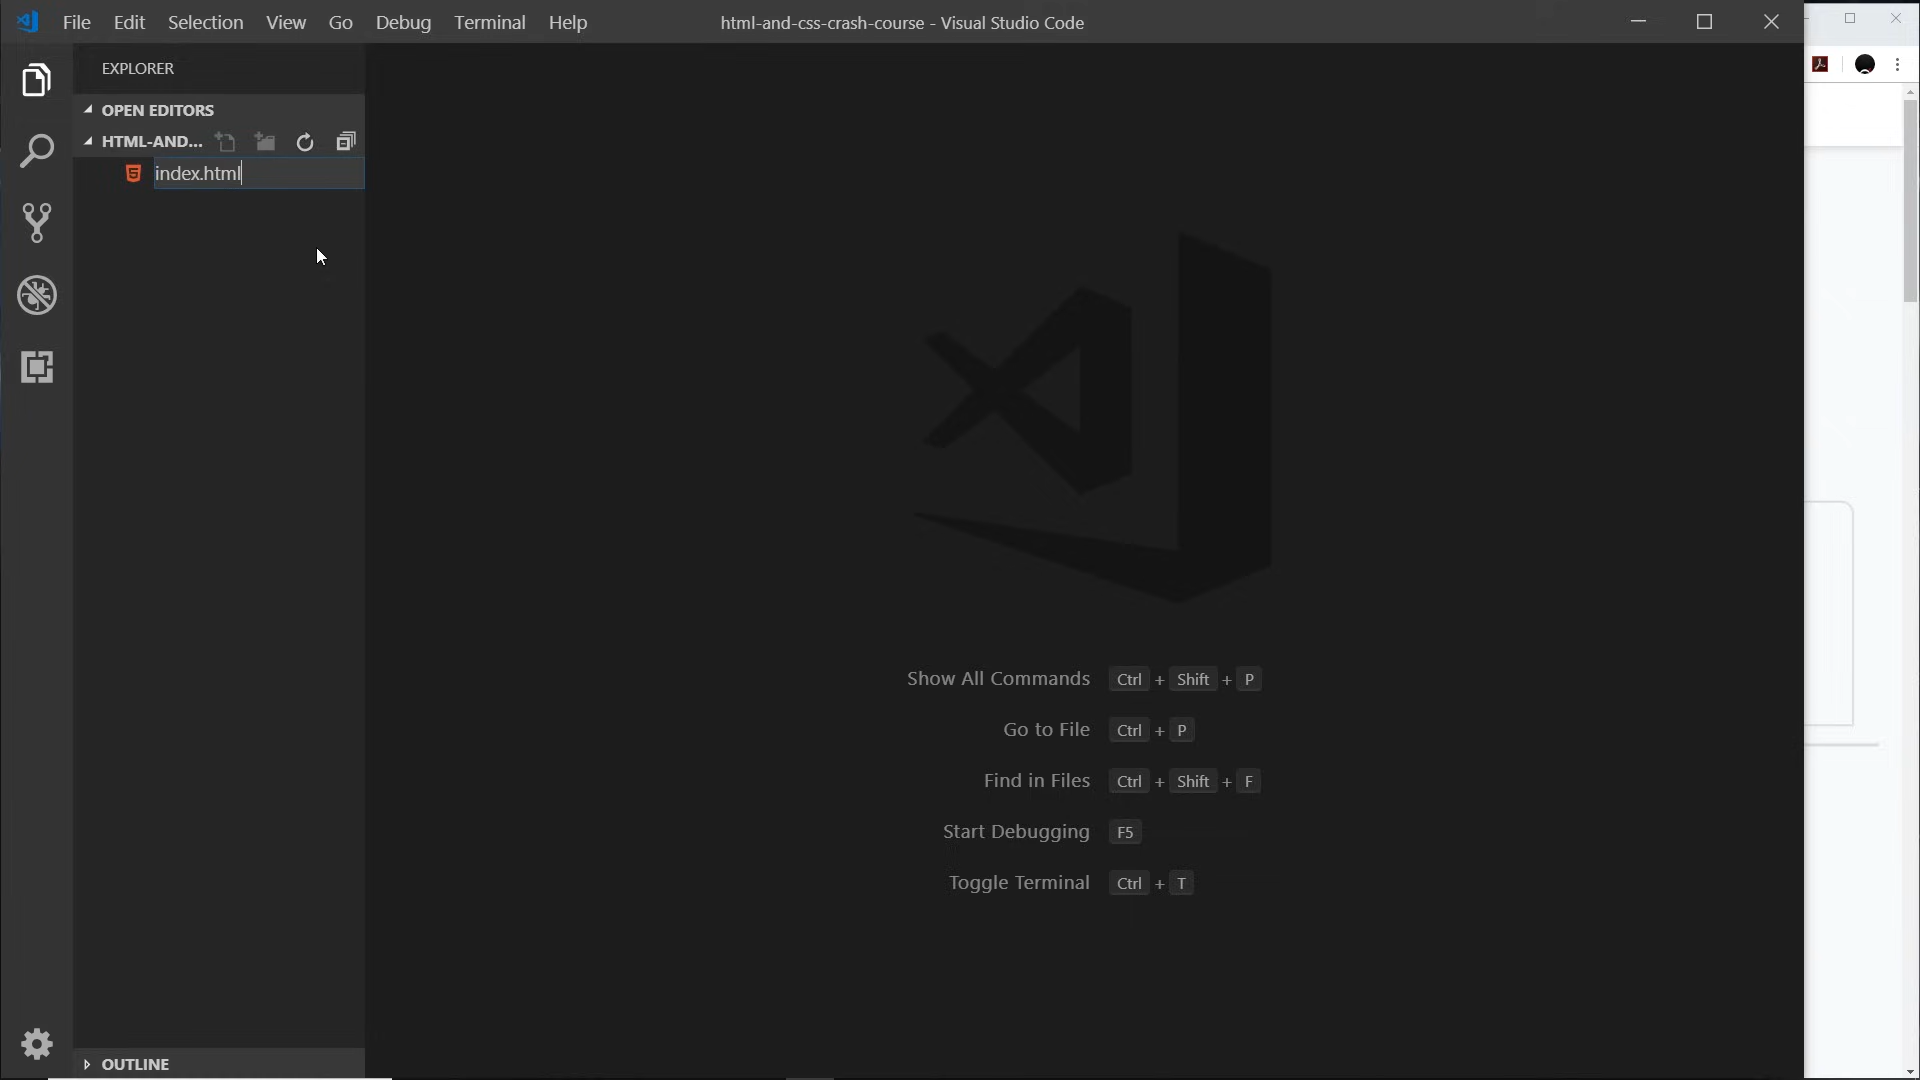 File Edit Selection View Go Debug Terminal Help html-and-css-crash-course - Visual Studio Code
EXPLORER
OPEN EDITORS
HTML-AND...
index.html
Show All Commands Ctrl + Shift + P
Go to File Ctrl + P
Find in Files Ctrl + Shift + F
Start Debugging F5
Toggle Terminal Ctrl + T
OUTLINE